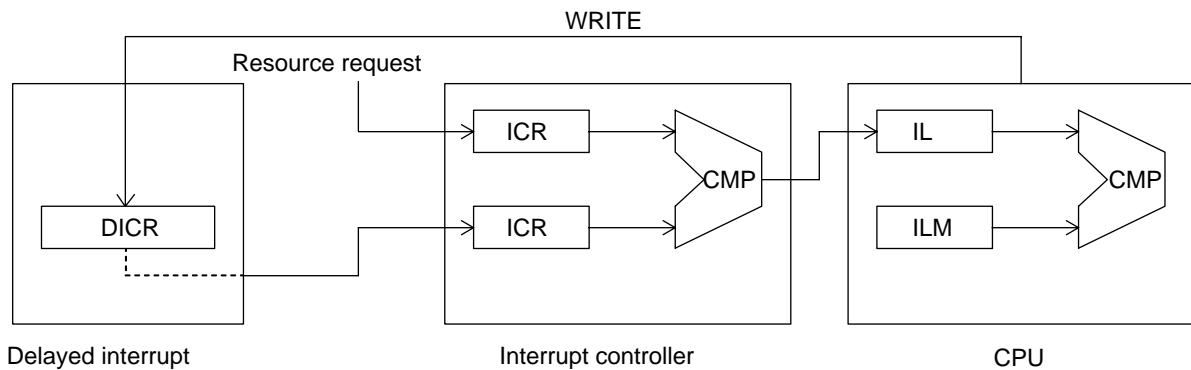 WRITE
Resource request
ICR
IL
CMP
CMP
DICR
ICR
ILM
Delayed interrupt
Interrupt controller
CPU